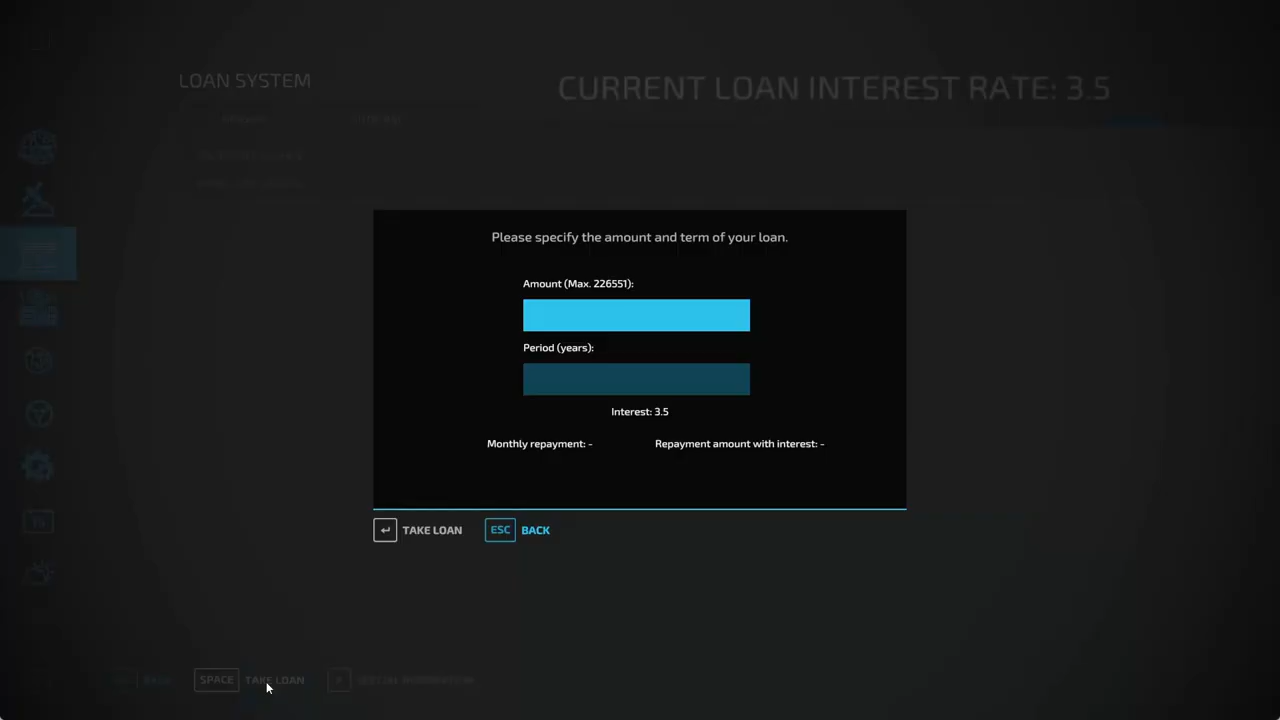 LOAN SYSTEM
CURRENT LOAN INTEREST RATE: 3.5
Please specify the amount and term of your loan.
Amount (Max. 226551):
Period (years):
Interest: 3.5
Monthly repayment: -
Repayment amount with interest: -
↵ TAKE LOAN
ESC BACK
BACK
SPACE TAKE LOAN